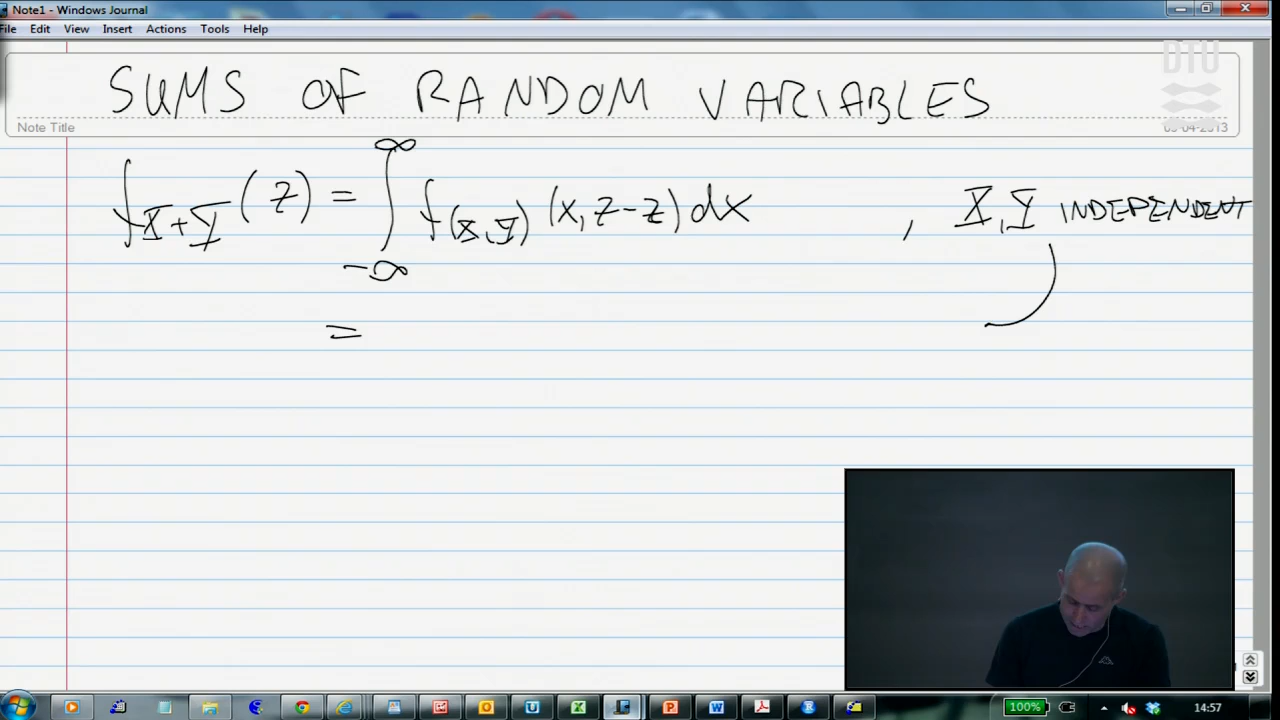 Note1 - Windows Journal
File Edit View Insert Actions Tools Help
DTU
SUMS OF RANDOM VARIABLES
Note Title
f_{X+Y}(z) = ∫_{-∞}^{∞} f_{(X,Y)}(x, z-z) dx , X, Y INDEPENDENT
=
100% 14:57